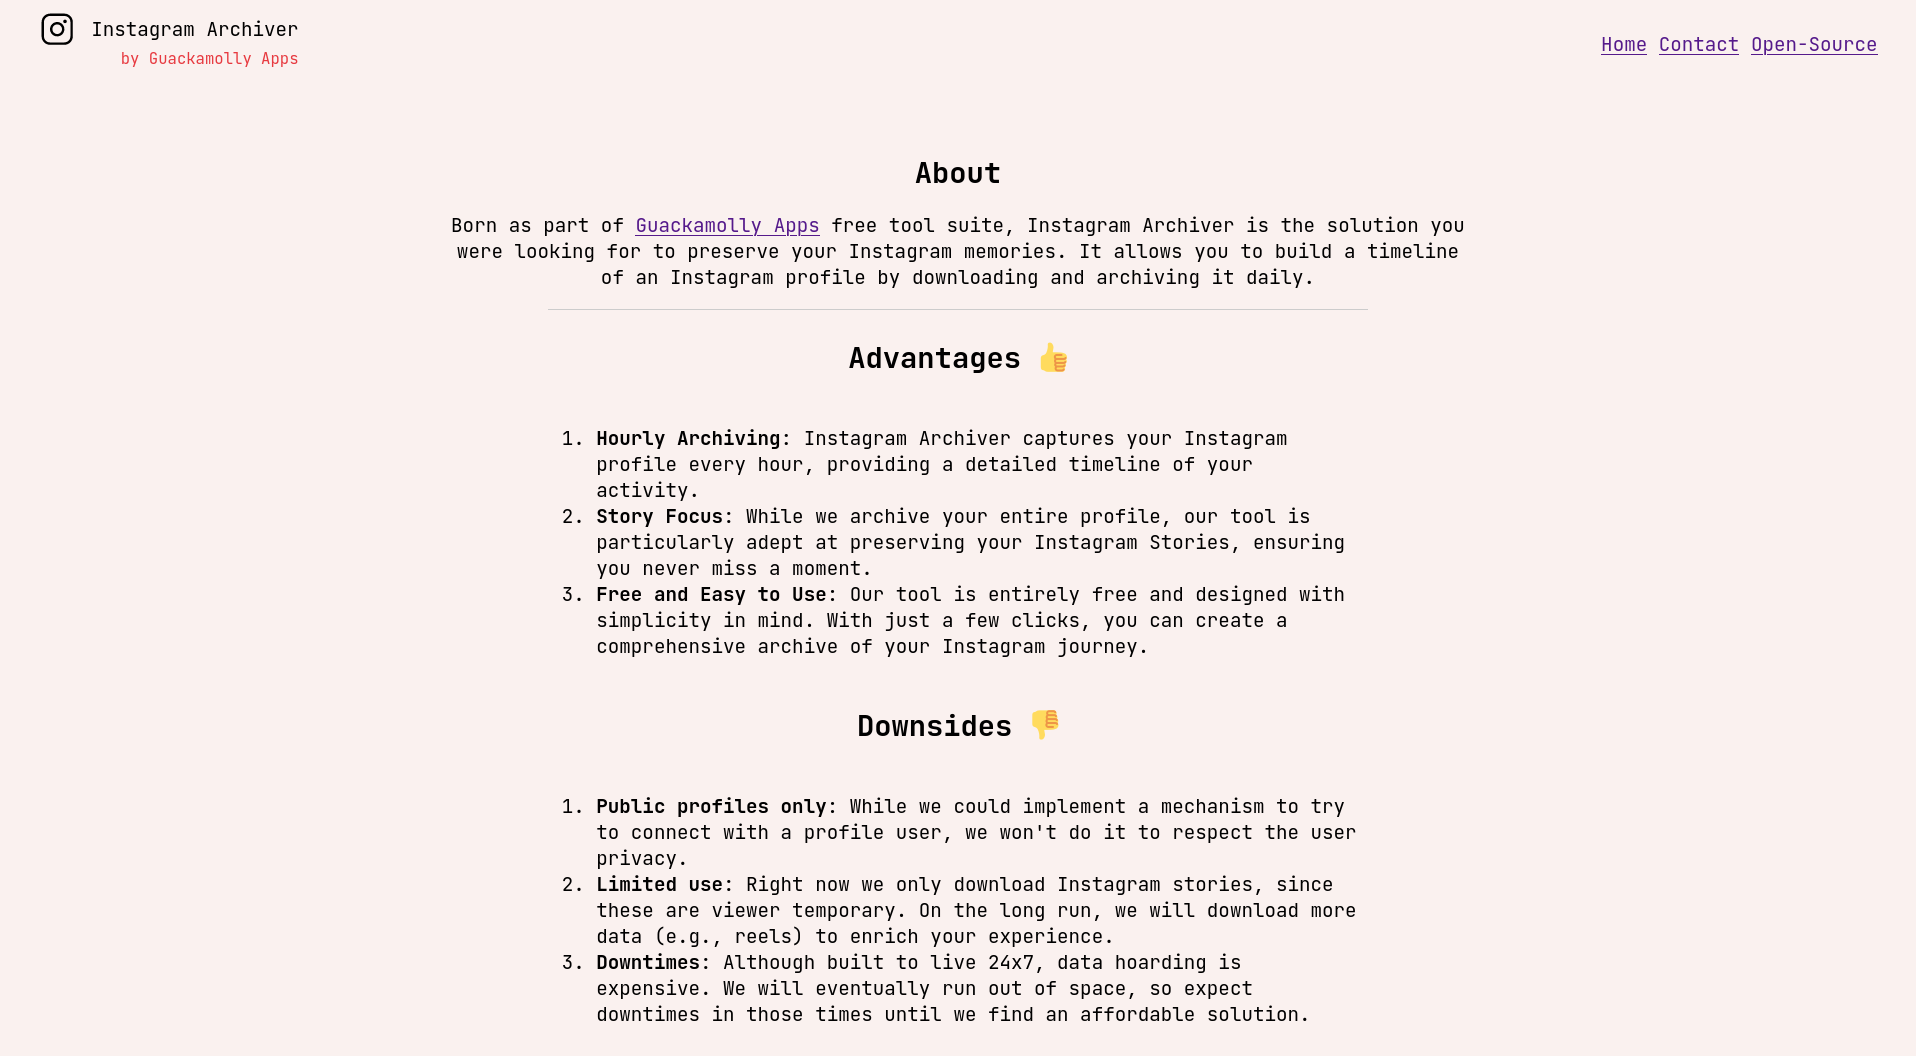 Instagram Archiver
by Guackamolly Apps
Home Contact Open-Source
About
Born as part of Guackamolly Apps free tool suite, Instagram Archiver is the solution you
were looking for to preserve your Instagram memories. It allows you to build a timeline
of an Instagram profile by downloading and archiving it daily.
Advantages 👍
1. Hourly Archiving: Instagram Archiver captures your Instagram
profile every hour, providing a detailed timeline of your
activity.
2. Story Focus: While we archive your entire profile, our tool is
particularly adept at preserving your Instagram Stories, ensuring
you never miss a moment.
3. Free and Easy to Use: Our tool is entirely free and designed with
simplicity in mind. With just a few clicks, you can create a
comprehensive archive of your Instagram journey.
Downsides 👎
1. Public profiles only: While we could implement a mechanism to try
to connect with a profile user, we won't do it to respect the user
privacy.
2. Limited use: Right now we only download Instagram stories, since
these are viewer temporary. On the long run, we will download more
data (e.g., reels) to enrich your experience.
3. Downtimes: Although built to live 24x7, data hoarding is
expensive. We will eventually run out of space, so expect
downtimes in those times until we find an affordable solution.